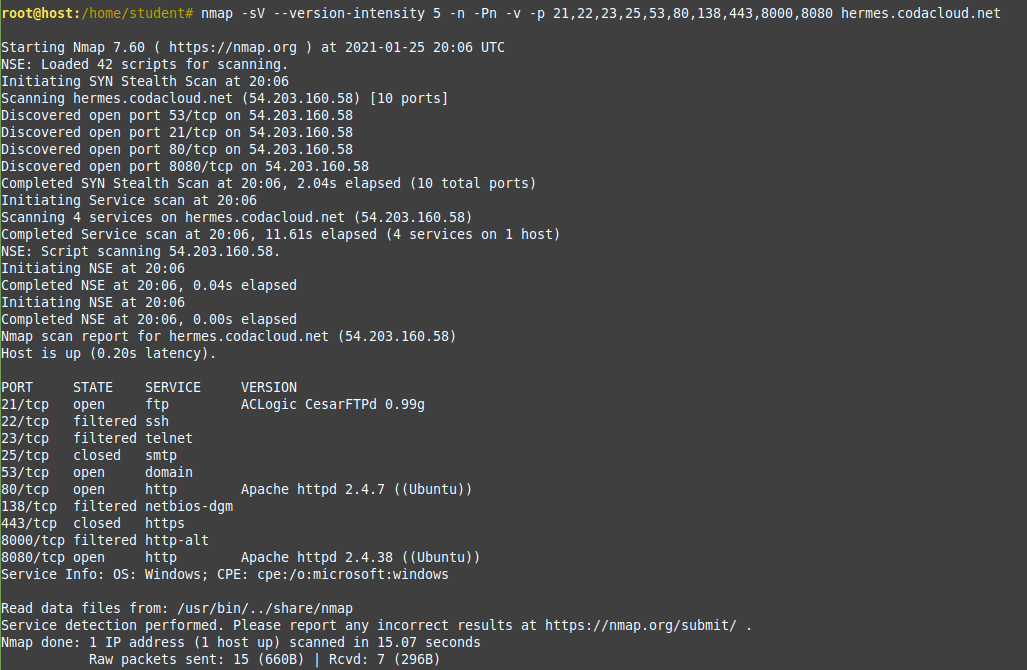 root@host:/home/student# nmap -sV --version-intensity 5 -n -Pn -v -p 21,22,23,25,53,80,138,443,8000,8080 hermes.codacloud.net
Starting Nmap 7.60 ( https://nmap.org ) at 2021-01-25 20:06 UTC
NSE: Loaded 42 scripts for scanning.
Initiating SYN Stealth Scan at 20:06
Scanning hermes.codacloud.net (54.203.160.58) [10 ports]
Discovered open port 53/tcp on 54.203.160.58
Discovered open port 21/tcp on 54.203.160.58
Discovered open port 80/tcp on 54.203.160.58
Discovered open port 8080/tcp on 54.203.160.58
Completed SYN Stealth Scan at 20:06, 2.04s elapsed (10 total ports)
Initiating Service scan at 20:06
Scanning 4 services on hermes.codacloud.net (54.203.160.58)
Completed Service scan at 20:06, 11.61s elapsed (4 services on 1 host)
NSE: Script scanning 54.203.160.58.
Initiating NSE at 20:06
Completed NSE at 20:06, 0.04s elapsed
Initiating NSE at 20:06
Completed NSE at 20:06, 0.00s elapsed
Nmap scan report for hermes.codacloud.net (54.203.160.58)
Host is up (0.20s latency).
PORT     STATE    SERVICE     VERSION
21/tcp   open     ftp         ACLogic CesarFTPd 0.99g
22/tcp   filtered ssh
23/tcp   filtered telnet
25/tcp   closed   smtp
53/tcp   open     domain
80/tcp   open     http        Apache httpd 2.4.7 ((Ubuntu))
138/tcp  filtered netbios-dgm
443/tcp  closed   https
8000/tcp filtered http-alt
8080/tcp open     http        Apache httpd 2.4.38 ((Ubuntu))
Service Info: OS: Windows; CPE: cpe:/o:microsoft:windows
Read data files from: /usr/bin/../share/nmap
Service detection performed. Please report any incorrect results at https://nmap.org/submit/ .
Nmap done: 1 IP address (1 host up) scanned in 15.07 seconds
           Raw packets sent: 15 (660B) | Rcvd: 7 (296B)